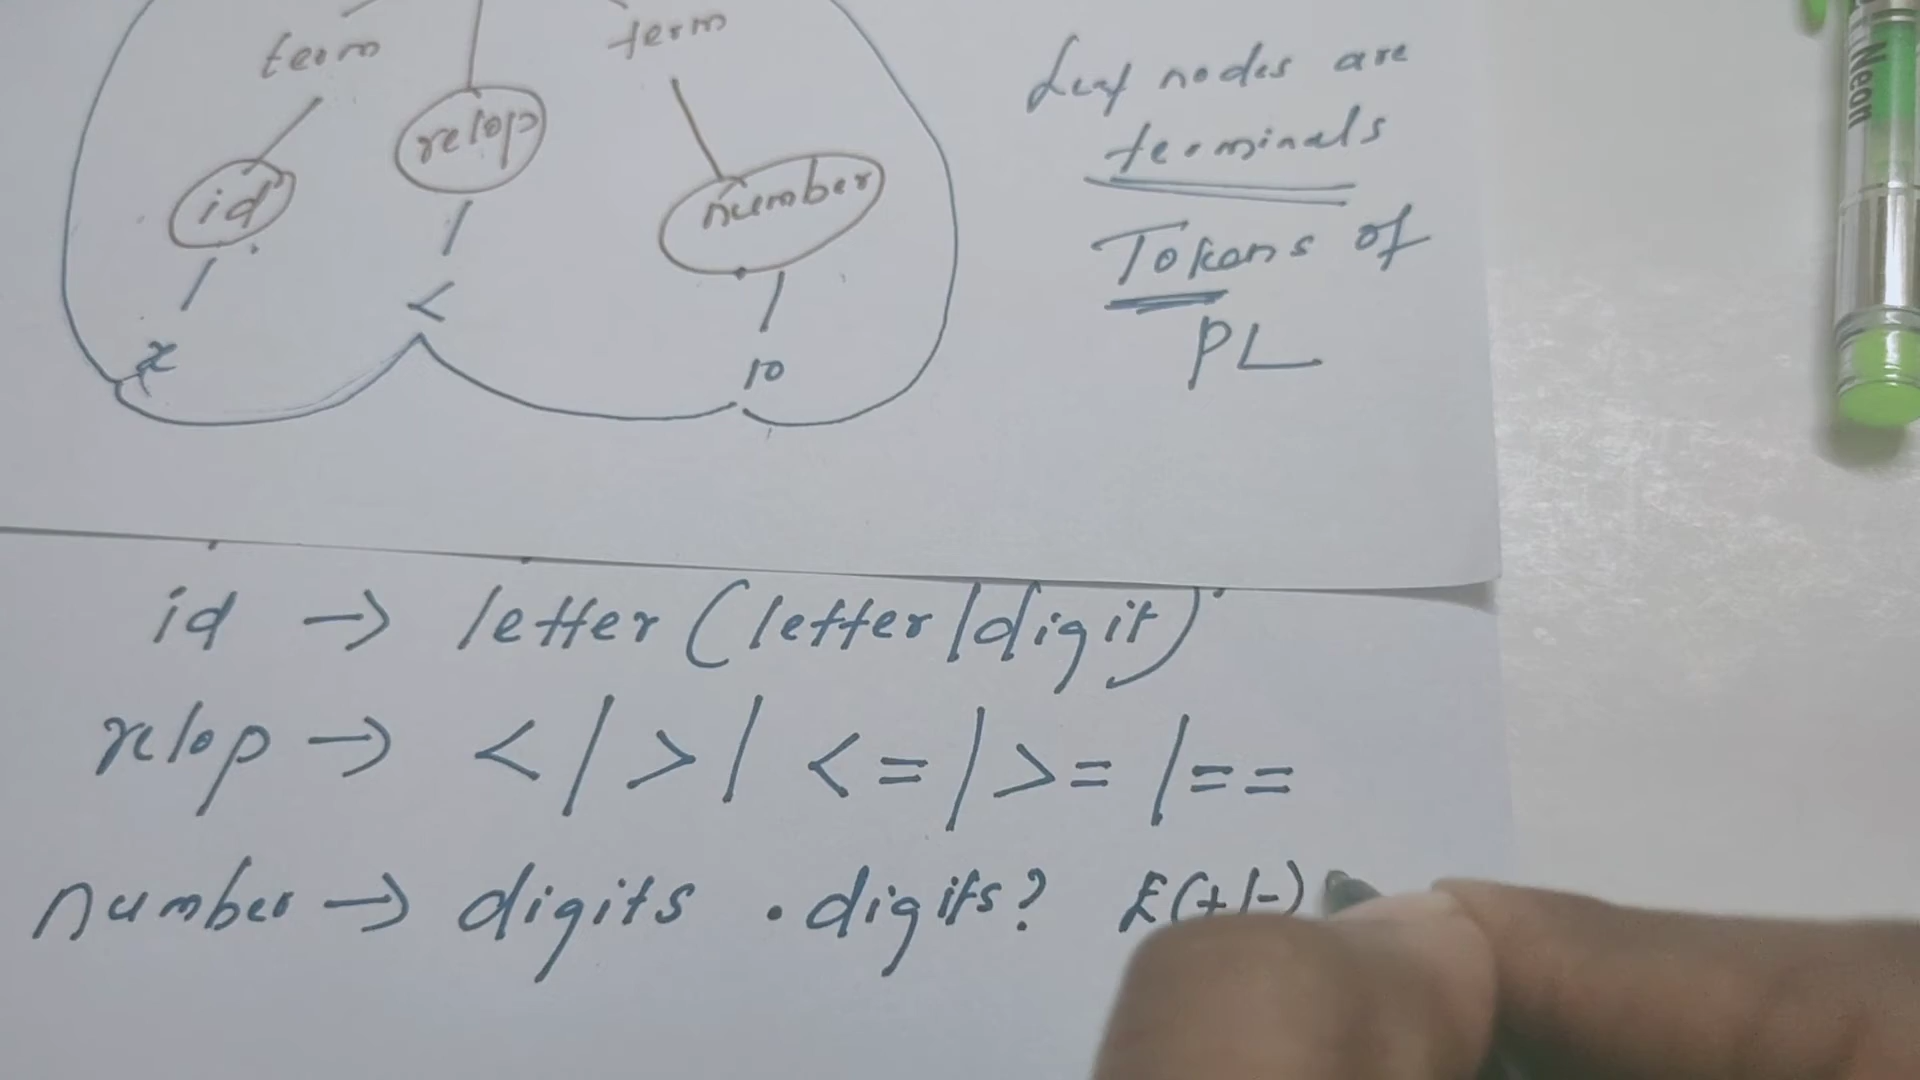 term term
relop
id number
<
x 10
Leaf nodes are
terminals
Tokens of
PL
Neon
id → letter (letter/digit)
relop → < | > | <= | >= | ==
number → digits . digits? E(+/-)